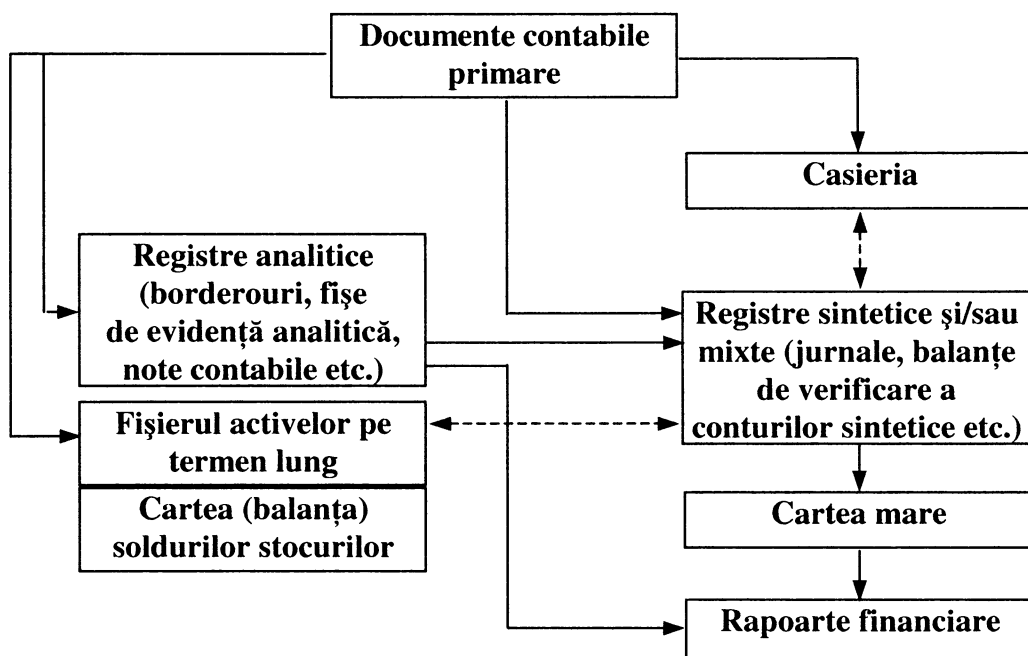 Documente contabile
primare
Casieria
Registre analitice
(borderouri, fişe
de evidenţă analitică,
note contabile etc.)
Registre sintetice şi/sau
mixte (jurnale, balanţe
de verificare a
conturilor sintetice etc.)
Fişierul activelor pe
termen lung
Cartea (balanţa)
soldurilor stocurilor
Cartea mare
Rapoarte financiare